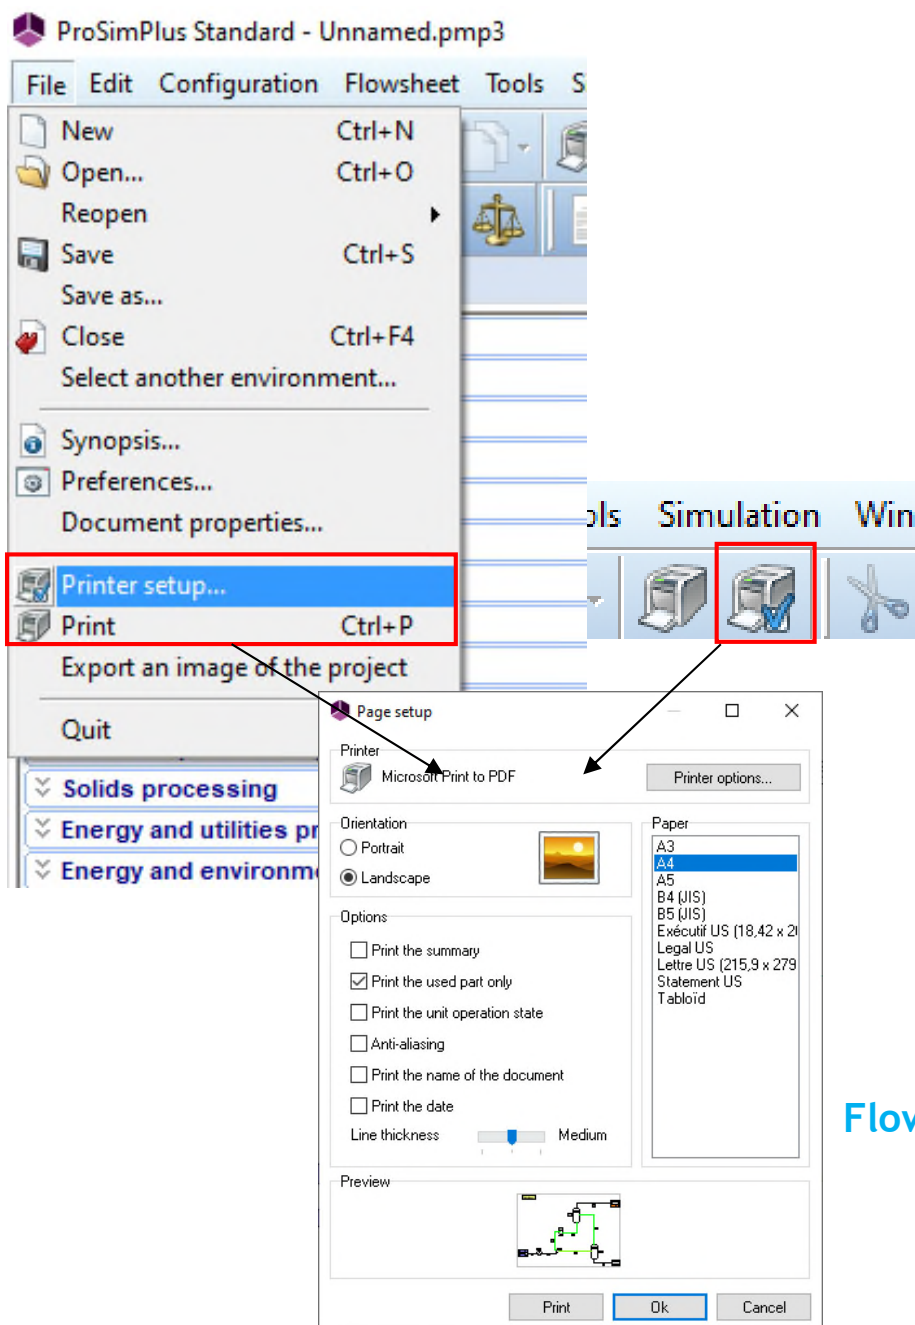 ProSimPlus Standard - Unnamed.pmp3
File Edit Configuration Flowsheet Tools S
New Ctrl+N
Open... Ctrl+O
Reopen
Save Ctrl+S
Save as...
Close Ctrl+F4
Select another environment...
Synopsis...
Preferences...
Document properties...
Printer setup...
Print Ctrl+P
Export an image of the project
Quit
Solids processing
Energy and utilities pr
Energy and environme
ols Simulation Win
Page setup
Printer
Microsoft Print to PDF
Printer options...
Orientation
Portrait
Landscape
Paper
A3
A4
A5
B4 (JIS)
B5 (JIS)
Exécutif US (18,42 x 2
Legal US
Lettre US (215,9 x 279
Statement US
Tabloïd
Options
Print the summary
Print the used part only
Print the unit operation state
Anti-aliasing
Print the name of the document
Print the date
Line thickness Medium
Flow
Preview
Print Ok Cancel